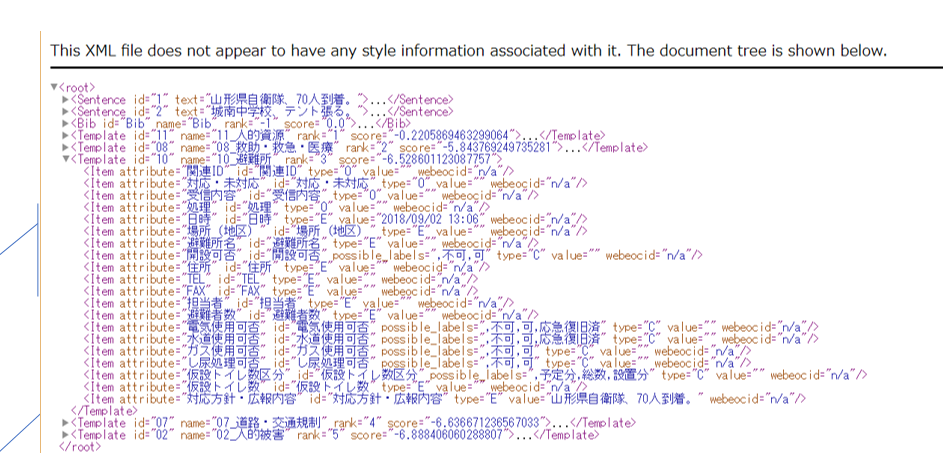 This XML file does not appear to have any style information associated with it. The document tree is shown below.
▼<root>
▶<Sentence id="1" text="山形県自衛隊、70人到着。">...</Sentence>
▶<Sentence id="2" text="城南中学校、テント張る。">...</Sentence>
▶<Bib id="Bib" name="Bib" rank="-1" score="0.0">...</Bib>
▶<Template id="11" name="11_人的資源" rank="1" score="-0.2205869463299064">...</Template>
▶<Template id="08" name="08_救助・救急・医療" rank="2" score="-5.843769249735281">...</Template>
▼<Template id="10" name="10_避難所" rank="3" score="-6.528601123087757">
<Item attribute="関連ID" id="関連ID" type="O" value="" webeocid="n/a"/>
<Item attribute="対応・未対応" id="対応・未対応" type="O" value="" webeocid="n/a"/>
<Item attribute="受信内容" id="受信内容" type="O" value="" webeocid="n/a"/>
<Item attribute="処理" id="処理" type="O" value="" webeocid="n/a"/>
<Item attribute="日時" id="日時" type="E" value="2018/09/02 13:06" webeocid="n/a"/>
<Item attribute="場所（地区）" id="場所（地区）" type="E" value="" webeocid="n/a"/>
<Item attribute="避難所名" id="避難所名" type="E" value="" webeocid="n/a"/>
<Item attribute="開設可否" id="開設可否" possible_labels=",不可,可" type="C" value="" webeocid="n/a"/>
<Item attribute="住所" id="住所" type="E" value="" webeocid="n/a"/>
<Item attribute="TEL" id="TEL" type="E" value="" webeocid="n/a"/>
<Item attribute="FAX" id="FAX" type="E" value="" webeocid="n/a"/>
<Item attribute="担当者" id="担当者" type="E" value="" webeocid="n/a"/>
<Item attribute="避難者数" id="避難者数" type="E" value="" webeocid="n/a"/>
<Item attribute="電気使用可否" id="電気使用可否" possible_labels=",不可,可,応急復旧済" type="C" value="" webeocid="n/a"/>
<Item attribute="水道使用可否" id="水道使用可否" possible_labels=",不可,可,応急復旧済" type="C" value="" webeocid="n/a"/>
<Item attribute="ガス使用可否" id="ガス使用可否" possible_labels=",不可,可" type="C" value="" webeocid="n/a"/>
<Item attribute="し尿処理可否" id="し尿処理可否" possible_labels=",不可,可" type="C" value="" webeocid="n/a"/>
<Item attribute="仮設トイレ数区分" id="仮設トイレ数区分" possible_labels=",予定分,総数,設置分" type="C" value="" webeocid="n/a"/>
<Item attribute="仮設トイレ数" id="仮設トイレ数" type="E" value="" webeocid="n/a"/>
<Item attribute="対応方針・広報内容" id="対応方針・広報内容" type="E" value="山形県自衛隊、70人到着。" webeocid="n/a"/>
</Template>
▶<Template id="07" name="07_道路・交通規制" rank="4" score="-6.636671236567033">...</Template>
▶<Template id="02" name="02_人的被害" rank="5" score="-6.888406060288807">...</Template>
</root>